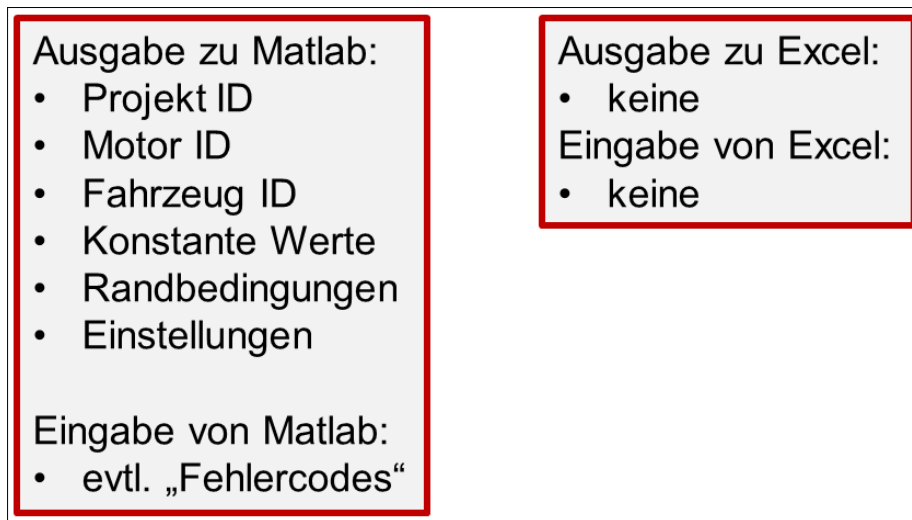 Ausgabe zu Matlab:
• Projekt ID
• Motor ID
• Fahrzeug ID
• Konstante Werte
• Randbedingungen
• Einstellungen
Eingabe von Matlab:
• evtl. „Fehlercodes“
Ausgabe zu Excel:
• keine
Eingabe von Excel:
• keine